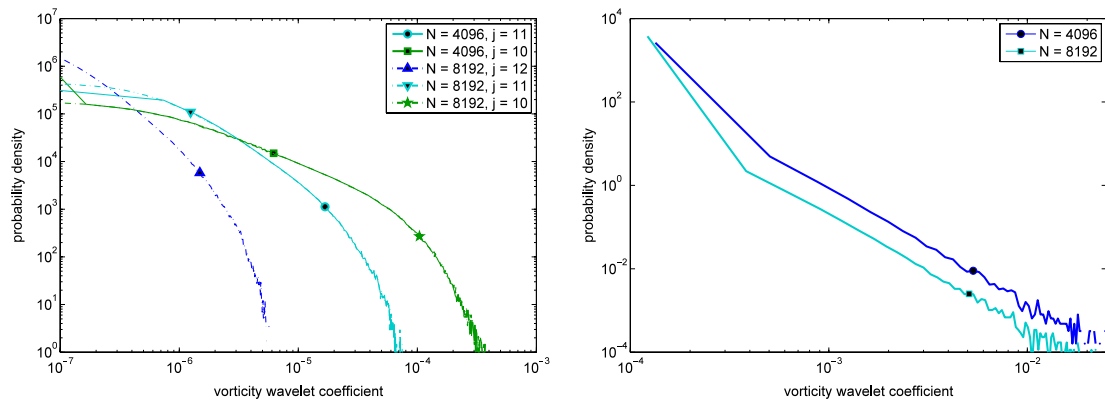 10^7
10^6
10^5
10^4
10^3
10^2
10^1
10^0
probability density
10^-7
10^-6
10^-5
10^-4
10^-3
vorticity wavelet coefficient
N = 4096, j = 11
N = 4096, j = 10
N = 8192, j = 12
N = 8192, j = 11
N = 8192, j = 10
10^4
10^2
10^0
10^-2
10^-4
probability density
10^-4
10^-3
10^-2
vorticity wavelet coefficient
N = 4096
N = 8192